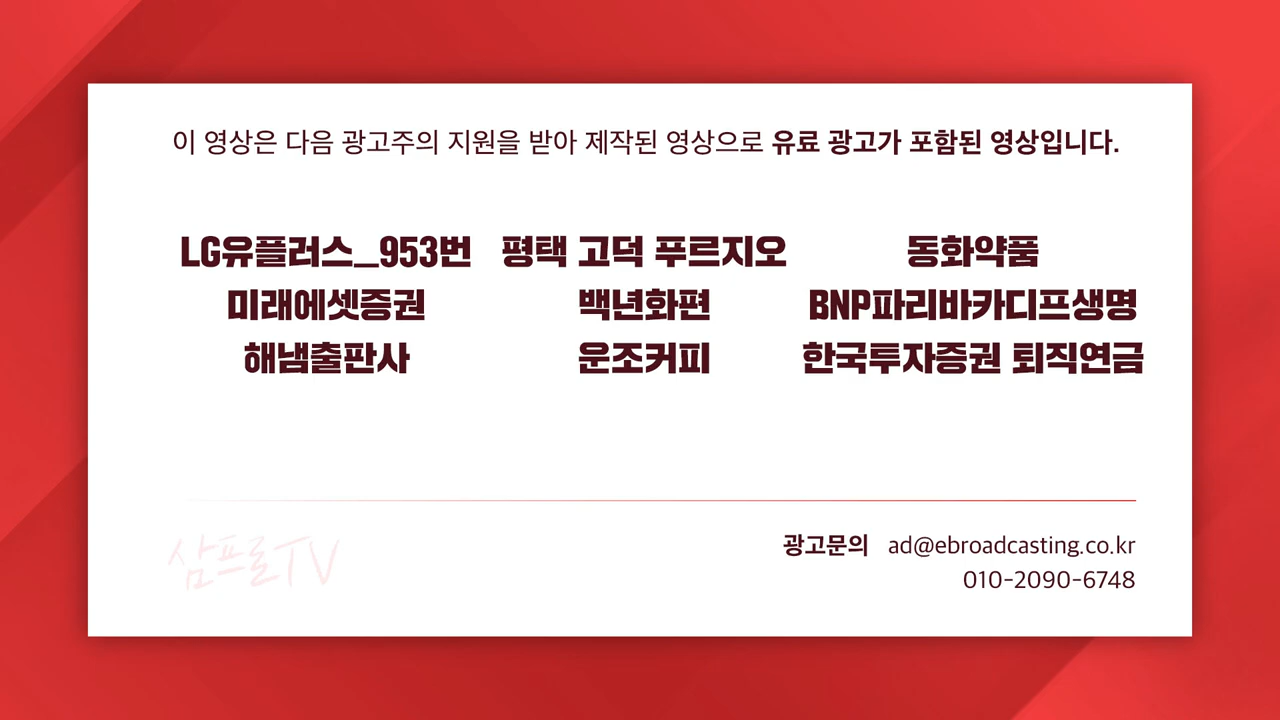 이 영상은 다음 광고주의 지원을 받아 제작된 영상으로 유료 광고가 포함된 영상입니다.
LG유플러스_953번 평택 고덕 푸르지오 동화약품
미래에셋증권 백년화편 BNP파리바카디프생명
해냄출판사 운조커피 한국투자증권 퇴직연금
삼프로TV
광고문의 ad@ebroadcasting.co.kr
010-2090-6748